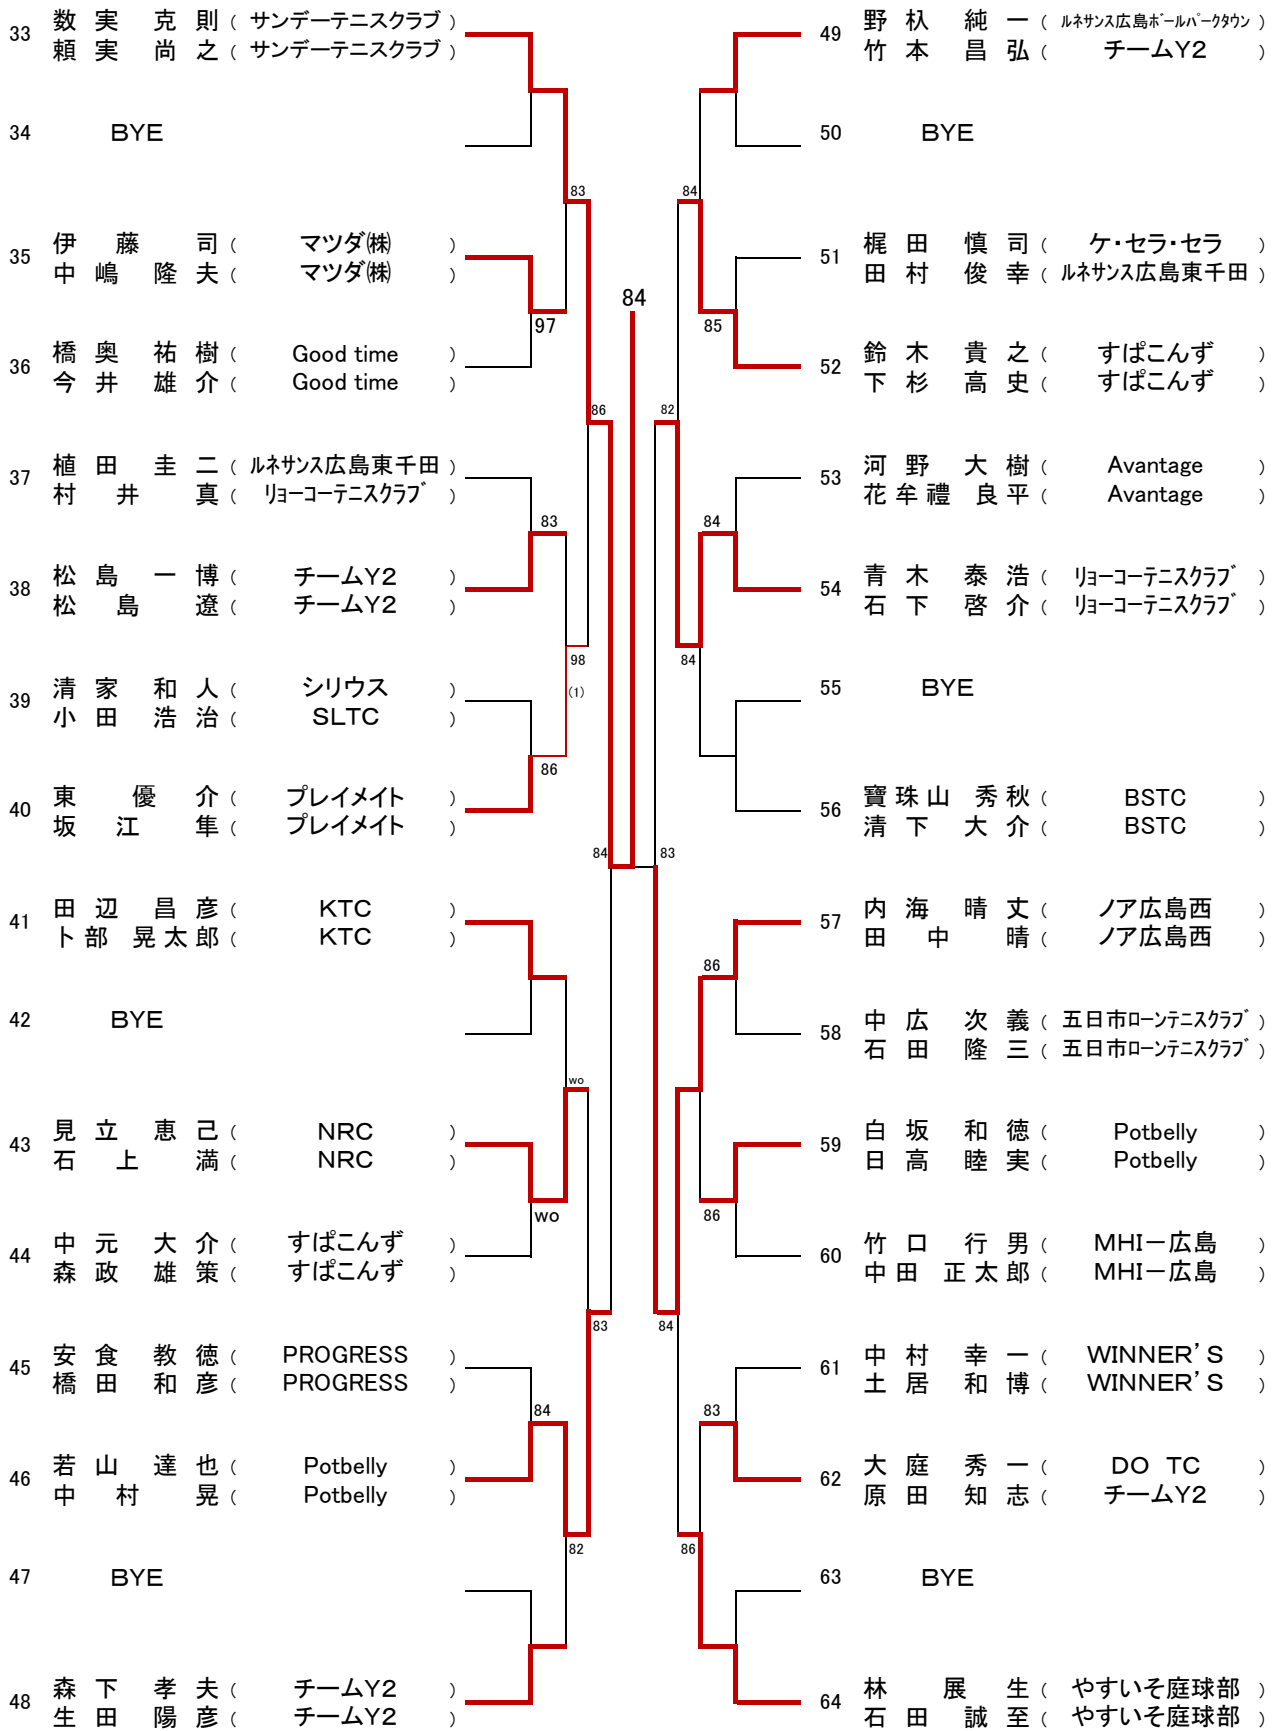 33 数実 克則 ( サンデーテニスクラブ )
頼実 尚之 ( サンデーテニスクラブ )
34 BYE
83
35 伊藤 司 ( マツダ㈱ )
中嶋 隆夫 ( マツダ㈱ )
97
36 橋奥 祐樹 ( Good time )
今井 雄介 ( Good time )
86
37 植田 圭二 ( ルネサンス広島東千田 )
村井 真 ( リョーコーテニスクラブ )
83
38 松島 一博 ( チームY2 )
松島 遼 ( チームY2 )
98
(1)
39 清家 和人 ( シリウス )
小田 浩治 ( SLTC )
86
40 東 優介 ( プレイメイト )
坂江 隼 ( プレイメイト )
84
41 田辺 昌彦 ( KTC )
卜部 晃太郎 ( KTC )
42 BYE
wo
43 見立 恵己 ( NRC )
石上 満 ( NRC )
wo
44 中元 大介 ( すぱこんず )
森政 雄策 ( すぱこんず )
83
45 安食 教徳 ( PROGRESS )
橋田 和彦 ( PROGRESS )
84
46 若山 達也 ( Potbelly )
中村 晃 ( Potbelly )
82
47 BYE
48 森下 孝夫 ( チームY2 )
生田 陽彦 ( チームY2 )
84
49 野杁 純一 ( ルネサンス広島ボールパークタウン )
竹本 昌弘 ( チームY2 )
50 BYE
84
51 梶田 慎司 ( ケ・セラ・セラ )
田村 俊幸 ( ルネサンス広島東千田 )
85
52 鈴木 貴之 ( すぱこんず )
下杉 高史 ( すぱこんず )
82
53 河野 大樹 ( Avantage )
花牟禮 良平 ( Avantage )
84
54 青木 泰浩 ( リョーコーテニスクラブ )
石下 啓介 ( リョーコーテニスクラブ )
84
55 BYE
56 寶珠山 秀秋 ( BSTC )
清下 大介 ( BSTC )
83
57 内海 晴丈 ( ノア広島西 )
田中 晴 ( ノア広島西 )
86
58 中広 次義 ( 五日市ローンテニスクラブ )
石田 隆三 ( 五日市ローンテニスクラブ )
59 白坂 和徳 ( Potbelly )
日高 睦実 ( Potbelly )
86
60 竹口 行男 ( MHI－広島 )
中田 正太郎 ( MHI－広島 )
84
61 中村 幸一 ( WINNER'S )
土居 和博 ( WINNER'S )
83
62 大庭 秀一 ( DO TC )
原田 知志 ( チームY2 )
86
63 BYE
64 林 展生 ( やすいそ庭球部 )
石田 誠至 ( やすいそ庭球部 )